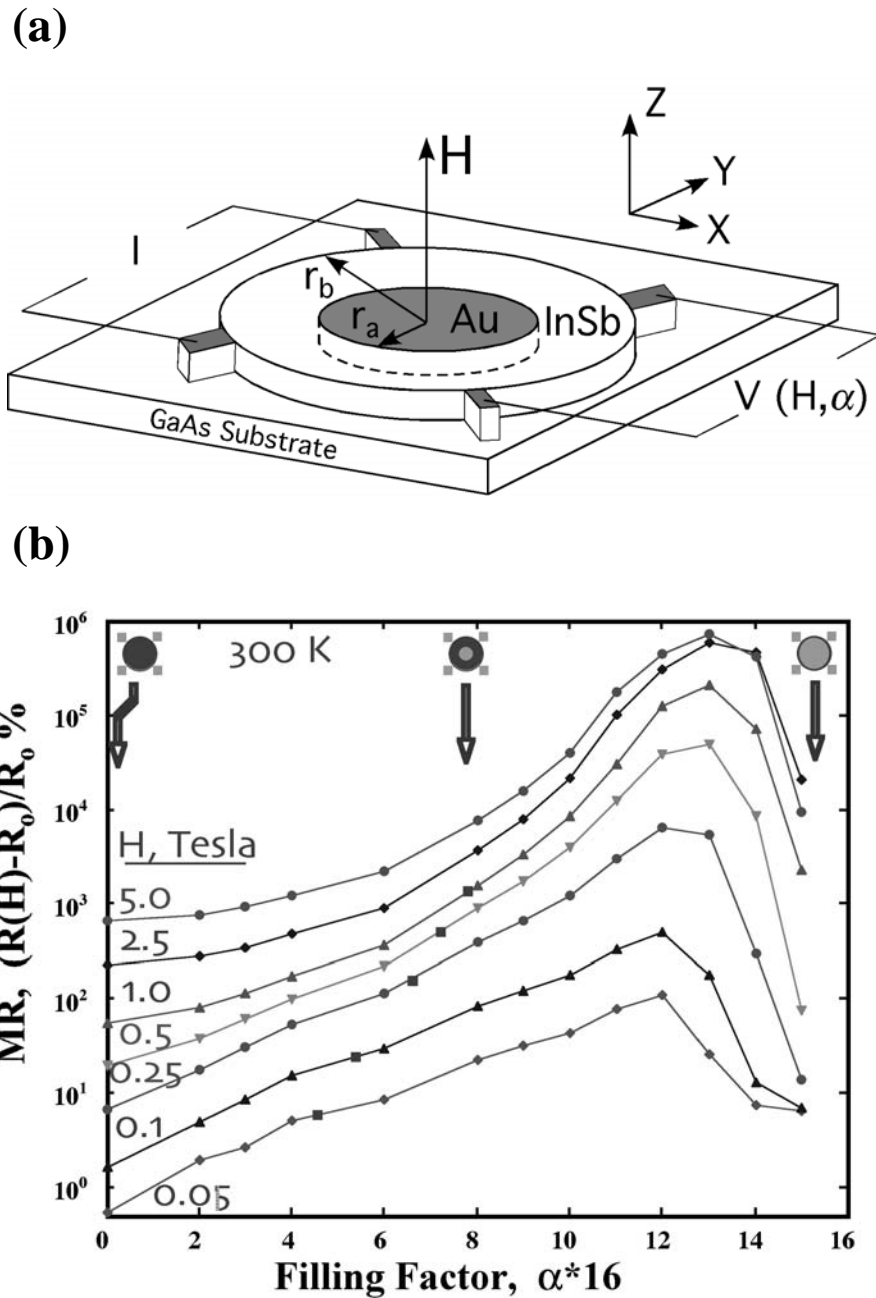 (a)
H
Z
Y
X
I
r_b
r_a
Au
InSb
V (H,α)
GaAs Substrate
(b)
MR, (R(H)-R_o)/R_o %
10^6
10^5
10^4
10^3
10^2
10^1
10^0
300 K
H, Tesla
5.0
2.5
1.0
0.5
0.25
0.1
0.05
0 2 4 6 8 10 12 14 16
Filling Factor, α*16